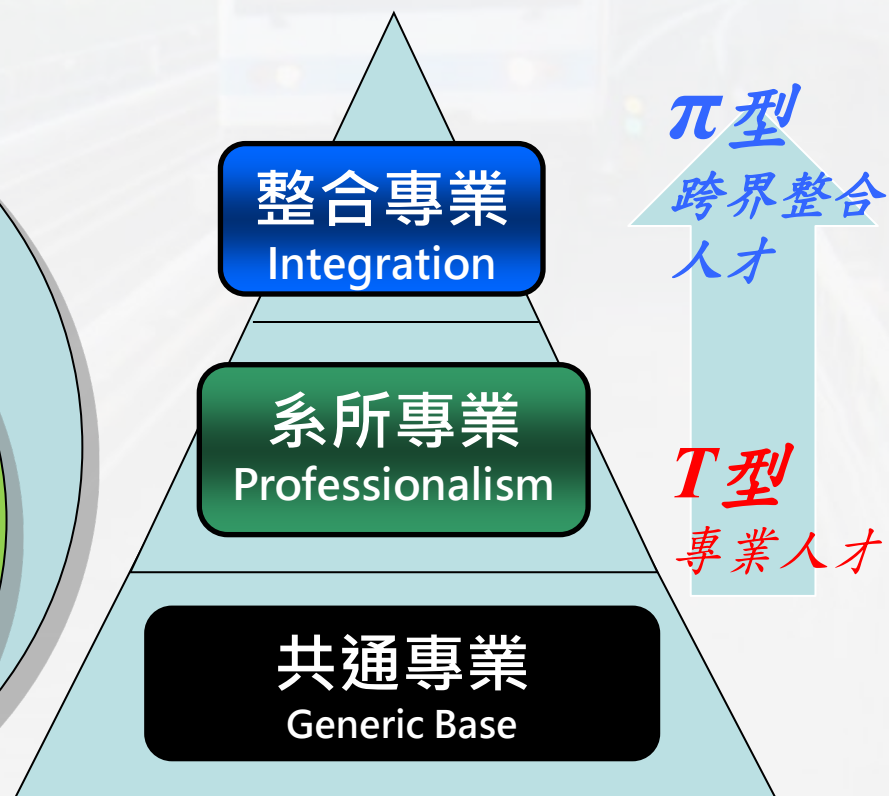 整合專業
Integration
系所專業
Professionalism
共通專業
Generic Base
π型
跨界整合
人才
T型
專業人才